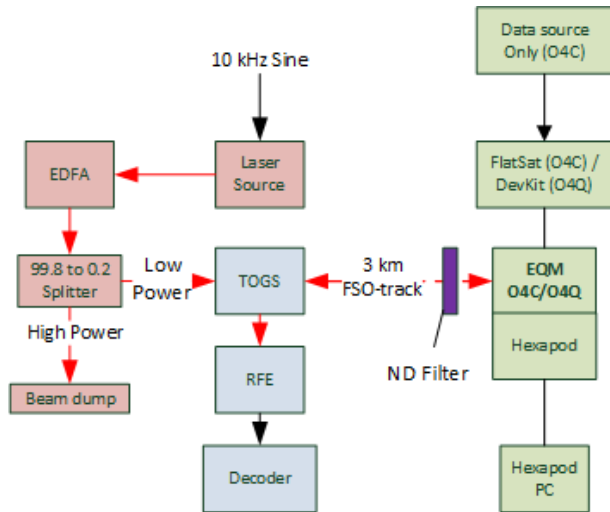 Data source
Only (O4C)
10 kHz Sine
EDFA
Laser
Source
FlatSat (O4C) /
DevKit (O4Q)
99.8 to 0.2
Splitter
Low
Power
TOGS
3 km
FSO-track
EQM
O4C/O4Q
High Power
Hexapod
ND Filter
RFE
Beam dump
Decoder
Hexapod
PC